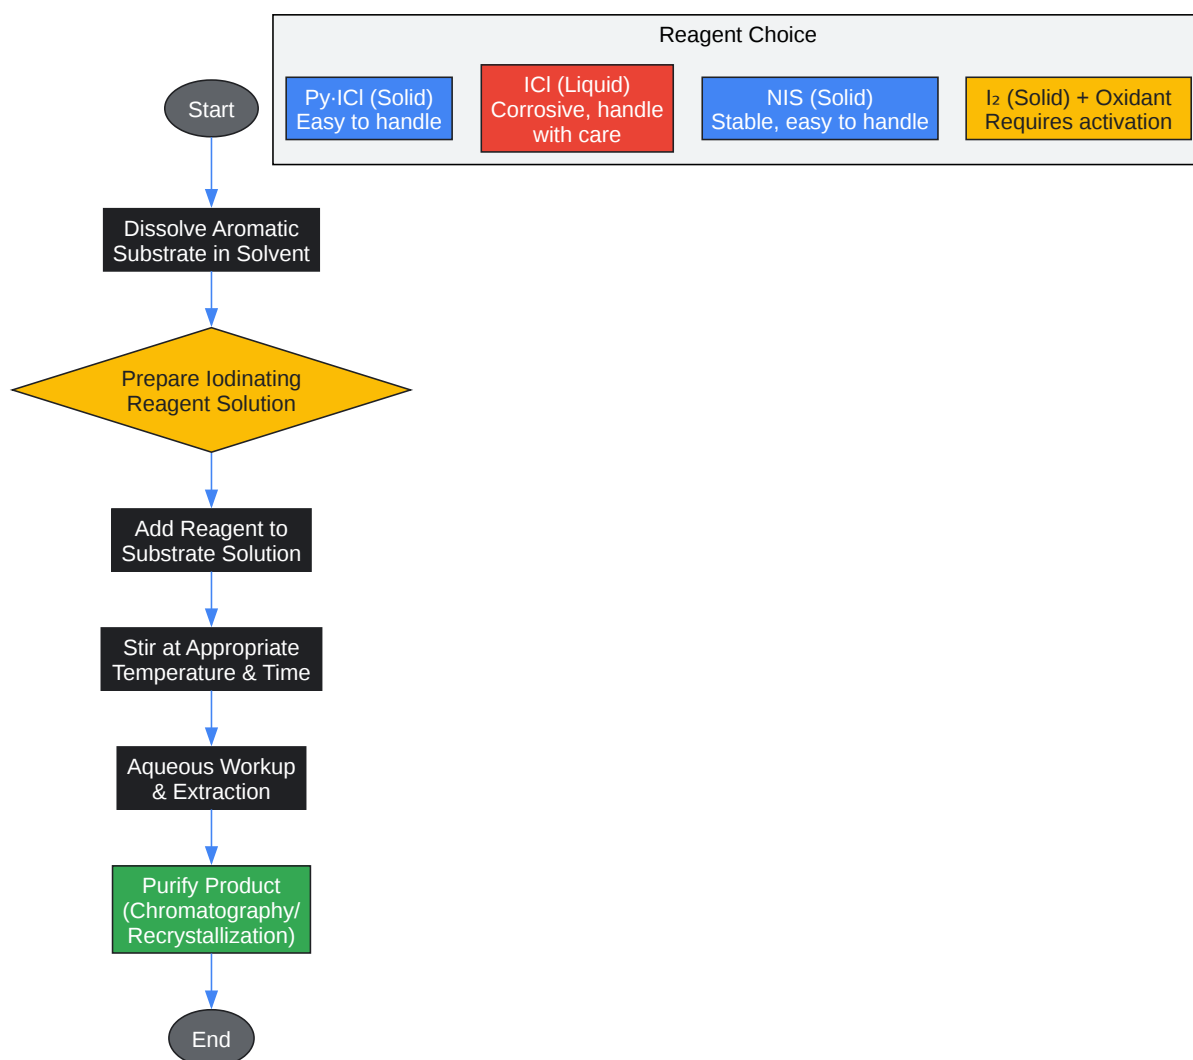 Reagent Choice
Py·ICl (Solid)
Easy to handle
ICl (Liquid)
Corrosive, handle
with care
NIS (Solid)
Stable, easy to handle
I₂ (Solid) + Oxidant
Requires activation
Start
Dissolve Aromatic
Substrate in Solvent
Prepare Iodinating
Reagent Solution
Add Reagent to
Substrate Solution
Stir at Appropriate
Temperature & Time
Aqueous Workup
& Extraction
Purify Product
(Chromatography/
Recrystallization)
End